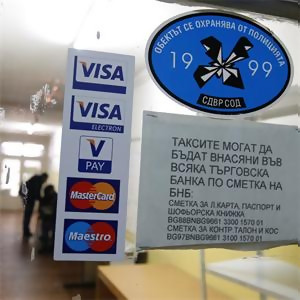 VISA
VISA
ELECTRON
V
PAY
MasterCard
Maestro
ОБЕКТЪТ СЕ ОХРАНЯВА ОТ ПОЛИЦИЯТА
1999
СДВР СОД
ТАКСИТЕ МОГАТ ДА
БЪДАТ ВНАСЯНИ ВЪВ
ВСЯКА ТЪРГОВСКА
БАНКА ПО СМЕТКА НА
БНБ:
СМЕТКА ЗА Л.КАРТА, ПАСПОРТ И
ШОФЬОРСКА КНИЖКА
BG88BNBG9661 3100 1570 01
СМЕТКА ЗА КОНТР.ТАЛОН И КОС
BG97BNBG9661 3300 1570 01